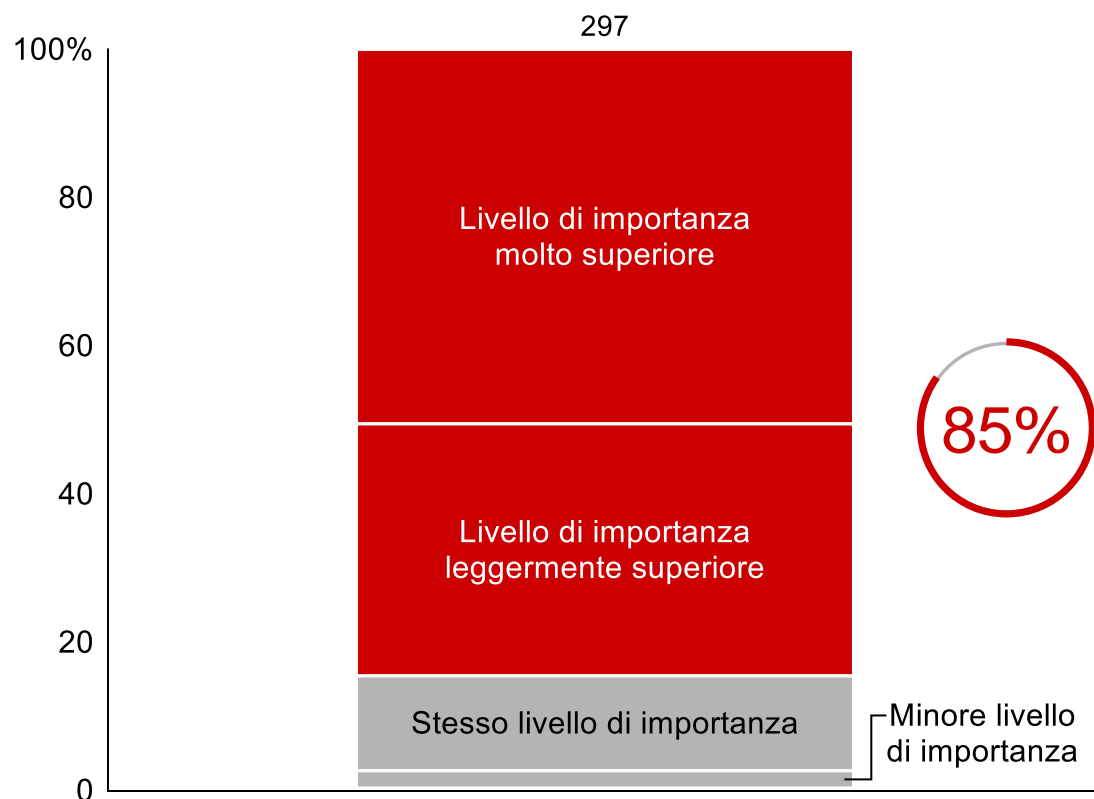 297
100%
80
Livello di importanza
molto superiore
60
85%
40
Livello di importanza
leggermente superiore
20
Stesso livello di importanza
Minore livello
di importanza
0